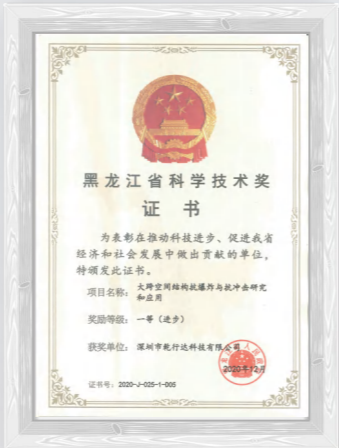 黑龙江省科学技术奖
证 书
为表彰在推动科技进步、促进我省
经济和社会发展中做出贡献的单位，
特颁发此证书。
项目名称： 大跨空间结构抗爆炸与抗冲击研究
和应用
奖励等级： 一等（进步）
获奖单位： 深圳市乾行达科技有限公司
2020年12月
证书号： 2020-J-025-1-005